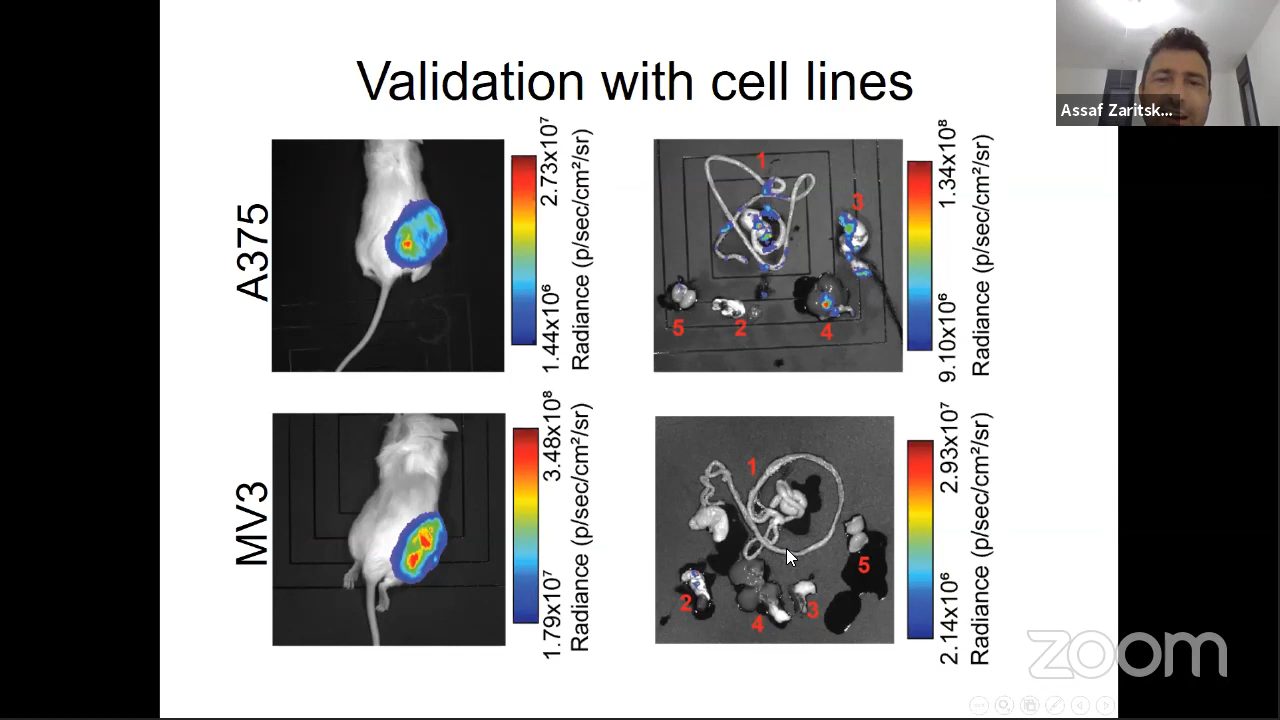 Validation with cell lines
Assaf Zaritsk...
A375
2.73x10⁷
1.44x10⁶
Radiance (p/sec/cm²/sr)
1
3
5
2
4
1.34x10⁸
9.10x10⁶
Radiance (p/sec/cm²/sr)
MV3
3.48x10⁸
1.79x10⁷
Radiance (p/sec/cm²/sr)
1
5
2
3
4
2.93x10⁷
2.14x10⁶
Radiance (p/sec/cm²/sr)
zoom